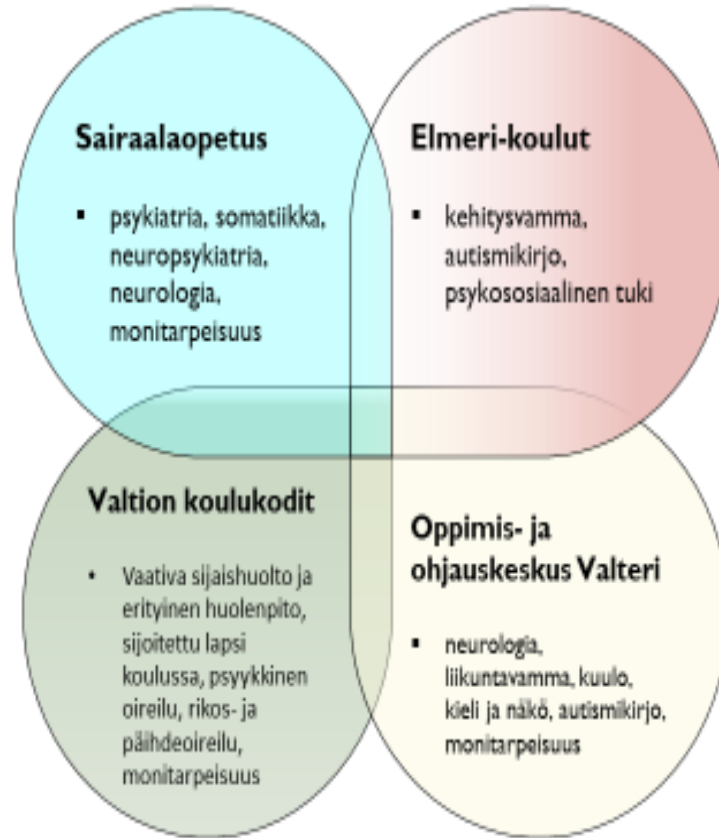 Sairaalaopetus
▪ psykiatria, somatiikka,
neuropsykiatria,
neurologia,
monitarpeisuus
Elmeri-koulut
▪ kehitysvamma,
autismikirjo,
psykososiaalinen tuki
Valtion koulukodit
• Vaativa sijaishuolto ja
erityinen huolenpito,
sijoitettu lapsi
koulussa, psyykkinen
oireilu, rikos- ja
päihdeoireilu,
monitarpeisuus
Oppimis- ja
ohjauskeskus Valteri
▪ neurologia,
liikuntavamma, kuulo,
kieli ja näkö, autismikirjo,
monitarpeisuus